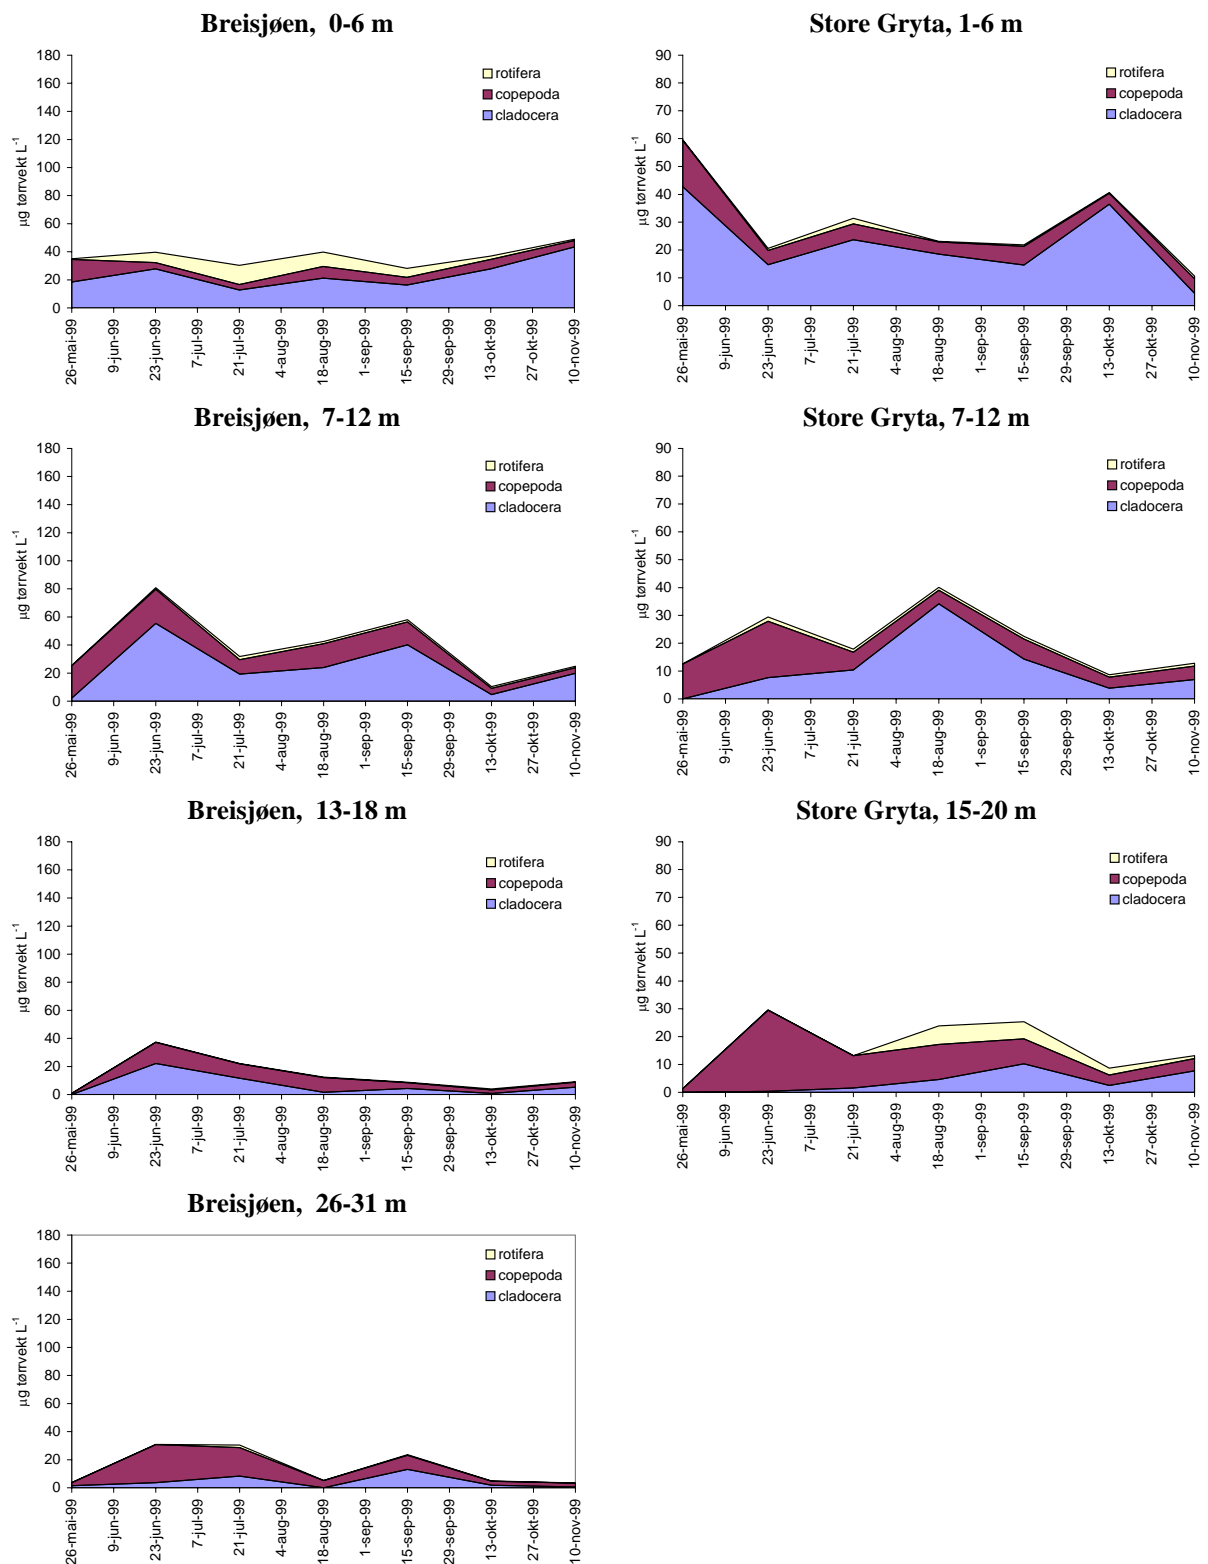 Breisjøen,  0-6 m
180
160
140
120
100
80
60
40
20
0
µg tørrvekt L-1
rotifera
copepoda
cladocera
26-mai-99
9-jun-99
23-jun-99
7-jul-99
21-jul-99
4-aug-99
18-aug-99
1-sep-99
15-sep-99
29-sep-99
13-okt-99
27-okt-99
10-nov-99
Store Gryta, 1-6 m
90
80
70
60
50
40
30
20
10
0
µg tørrvekt L-1
rotifera
copepoda
cladocera
26-mai-99
9-jun-99
23-jun-99
7-jul-99
21-jul-99
4-aug-99
18-aug-99
1-sep-99
15-sep-99
29-sep-99
13-okt-99
27-okt-99
10-nov-99
Breisjøen,  7-12 m
180
160
140
120
100
80
60
40
20
0
µg tørrvekt L-1
rotifera
copepoda
cladocera
26-mai-99
9-jun-99
23-jun-99
7-jul-99
21-jul-99
4-aug-99
18-aug-99
1-sep-99
15-sep-99
29-sep-99
13-okt-99
27-okt-99
10-nov-99
Store Gryta, 7-12 m
90
80
70
60
50
40
30
20
10
0
µg tørrvekt L-1
rotifera
copepoda
cladocera
26-mai-99
9-jun-99
23-jun-99
7-jul-99
21-jul-99
4-aug-99
18-aug-99
1-sep-99
15-sep-99
29-sep-99
13-okt-99
27-okt-99
10-nov-99
Breisjøen,  13-18 m
180
160
140
120
100
80
60
40
20
0
µg tørrvekt L-1
rotifera
copepoda
cladocera
26-mai-99
9-jun-99
23-jun-99
7-jul-99
21-jul-99
4-aug-99
18-aug-99
1-sep-99
15-sep-99
29-sep-99
13-okt-99
27-okt-99
10-nov-99
Store Gryta, 15-20 m
90
80
70
60
50
40
30
20
10
0
µg tørrvekt L-1
rotifera
copepoda
cladocera
26-mai-99
9-jun-99
23-jun-99
7-jul-99
21-jul-99
4-aug-99
18-aug-99
1-sep-99
15-sep-99
29-sep-99
13-okt-99
27-okt-99
10-nov-99
Breisjøen,  26-31 m
180
160
140
120
100
80
60
40
20
0
µg tørrvekt L-1
rotifera
copepoda
cladocera
26-mai-99
9-jun-99
23-jun-99
7-jul-99
21-jul-99
4-aug-99
18-aug-99
1-sep-99
15-sep-99
29-sep-99
13-okt-99
27-okt-99
10-nov-99